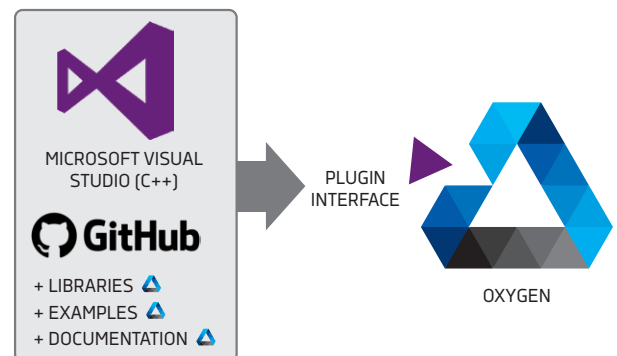 MICROSOFT VISUAL
STUDIO (C++)
GitHub
+ LIBRARIES
+ EXAMPLES
+ DOCUMENTATION
PLUGIN
INTERFACE
OXYGEN